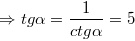 ⇒ tgα = 1/ctgα = 5